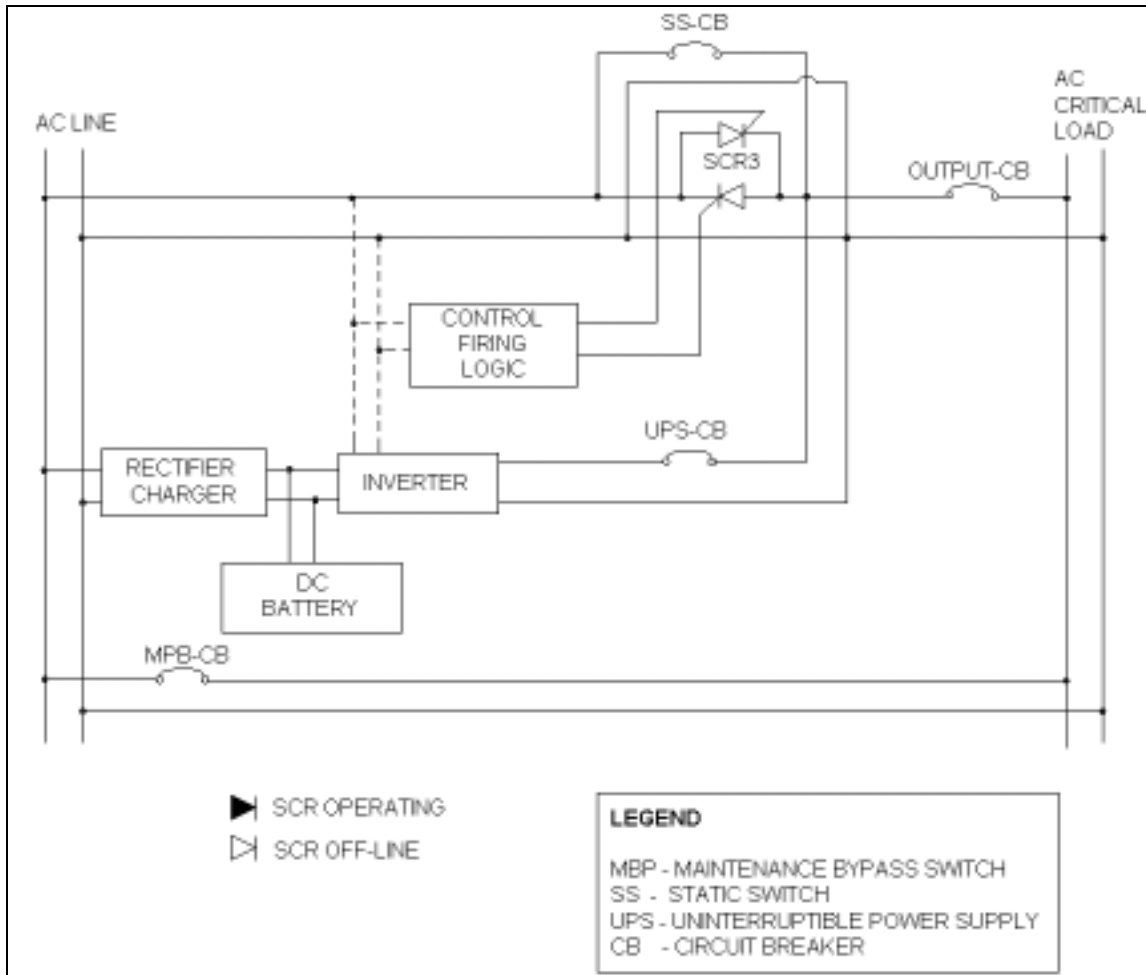 SS-CB
AC
CRITICAL
LOAD
AC LINE
SCR3
OUTPUT-CB
CONTROL
FIRING
LOGIC
UPS-CB
RECTIFIER
CHARGER
INVERTER
DC
BATTERY
MPB-CB
SCR OPERATING
SCR OFF-LINE
LEGEND
MBP - MAINTENANCE BYPASS SWITCH
SS - STATIC SWITCH
UPS - UNINTERRUPTIBLE POWER SUPPLY
CB - CIRCUIT BREAKER